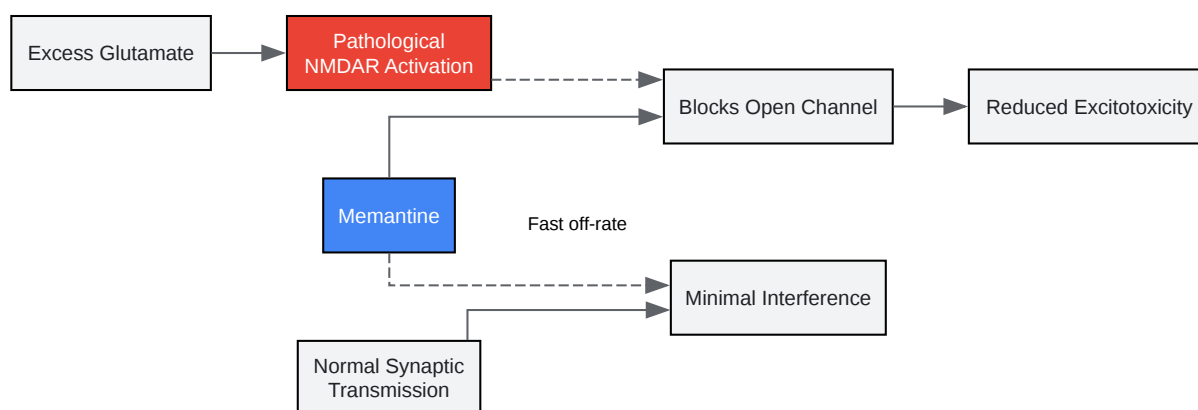 Excess Glutamate
Pathological
NMDAR Activation
Blocks Open Channel
Reduced Excitotoxicity
Memantine
Fast off-rate
Minimal Interference
Normal Synaptic
Transmission